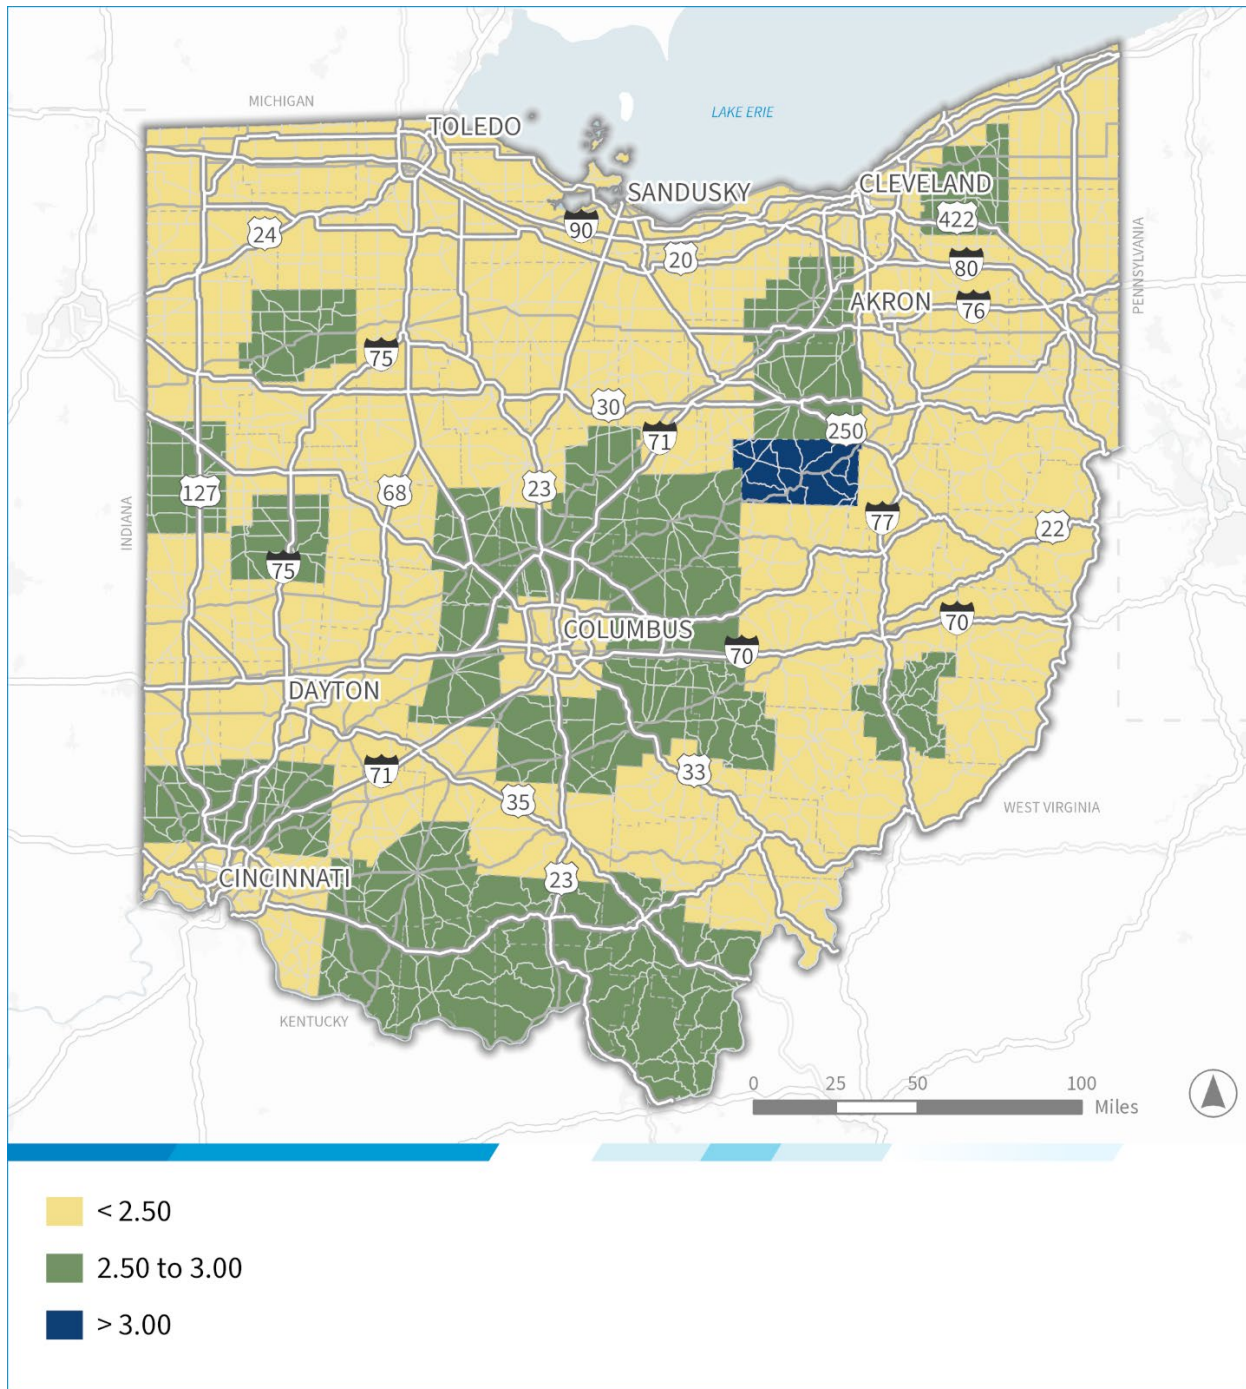 MICHIGAN
LAKE ERIE
TOLEDO
SANDUSKY
CLEVELAND
422
24
90
20
80
PENNSYLVANIA
AKRON
76
75
30
71
250
127
68
23
77
22
INDIANA
75
70
COLUMBUS
70
DAYTON
71
33
35
WEST VIRGINIA
CINCINNATI
23
KENTUCKY
0 25 50 100
Miles
< 2.50
2.50 to 3.00
> 3.00